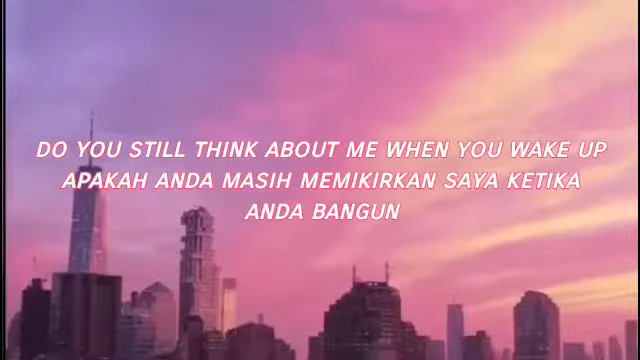 DO YOU STILL THINK ABOUT ME WHEN YOU WAKE UP
APAKAH ANDA MASIH MEMIKIRKAN SAYA KETIKA
ANDA BANGUN